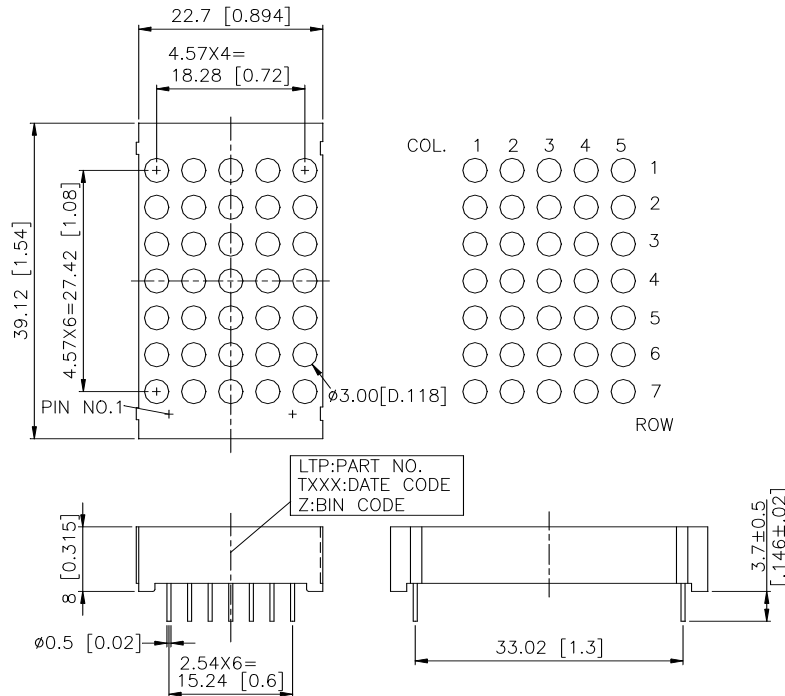 22.7 [0.894]
4.57X4=
18.28 [0.72]
39.12 [1.54]
4.57X6=27.42 [1.08]
PIN NO.1
ø3.00[D.118]
COL. 1 2 3 4 5
1
2
3
4
5
6
7
ROW
LTP:PART NO.
TXXX:DATE CODE
Z:BIN CODE
8 [0.315]
ø0.5 [0.02]
2.54X6=
15.24 [0.6]
33.02 [1.3]
3.7±0.5
[.146±.02]